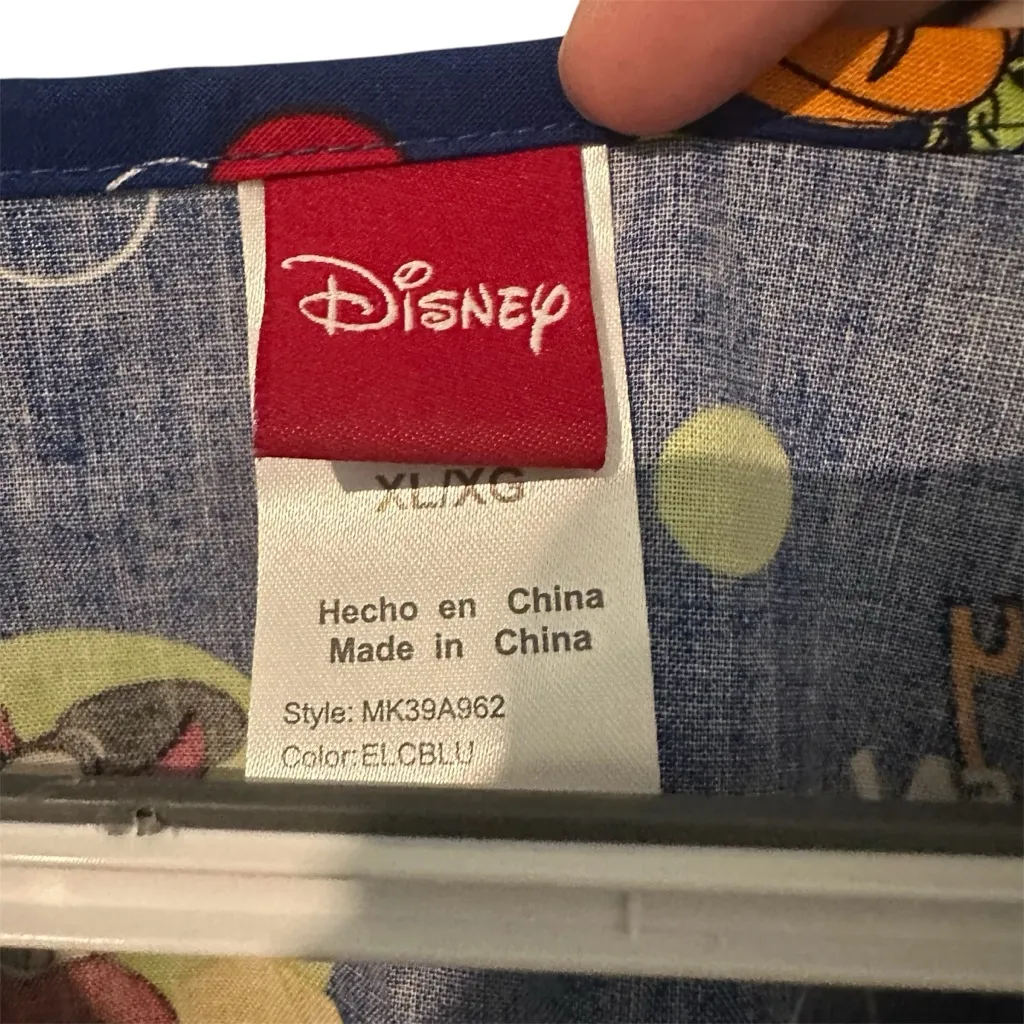 Disney
XL/XG
Hecho en China
Made in China
Style: MK39A962
Color:ELCBLU